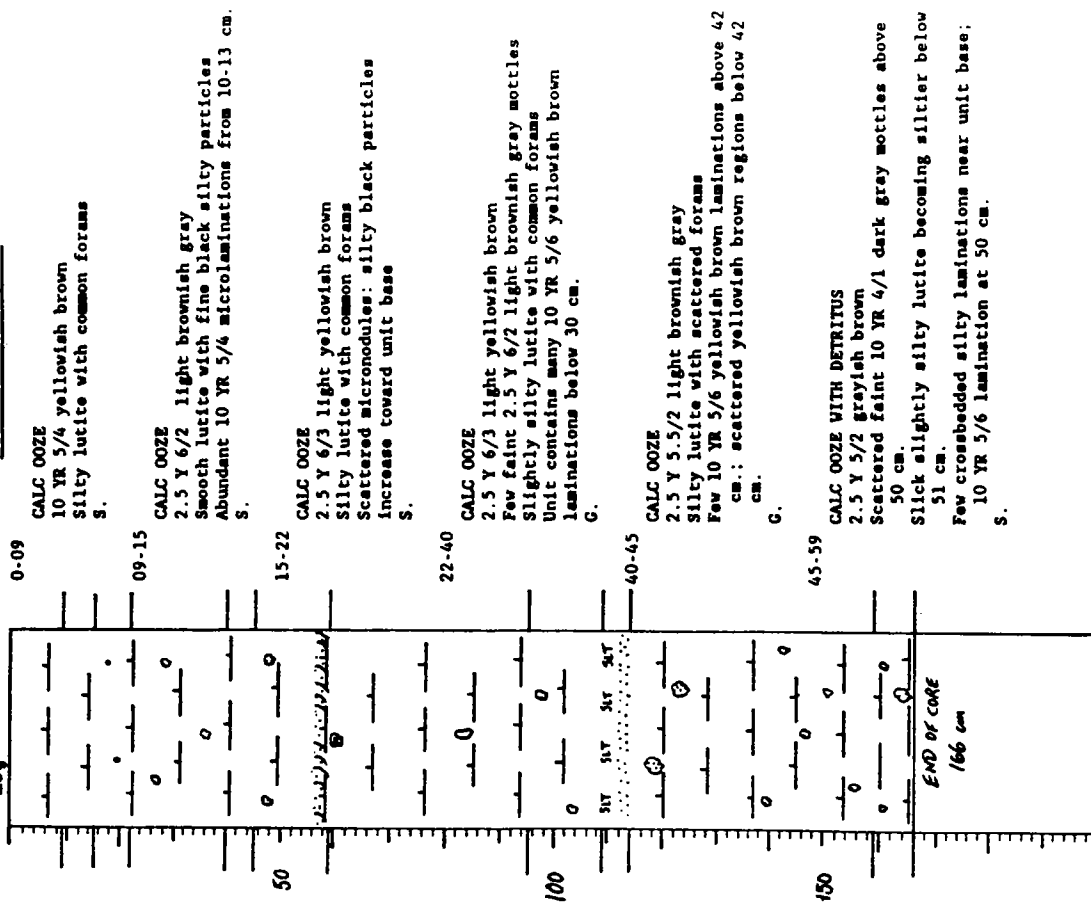 0-09
CALC OOZE
10 YR 5/4 yellowish brown
Silty lutite with common forams
S.
09-15
CALC OOZE
2.5 Y 6/2 light brownish gray
Smooth lutite with fine black silty particles
Abundant 10 YR 5/4 microlaminations from 10-13 cm.
S.
15-22
CALC OOZE
2.5 Y 6/3 light yellowish brown
Silty lutite with common forams
Scattered micronodules: silty black particles
increase toward unit base
S.
22-40
CALC OOZE
2.5 Y 6/3 light yellowish brown
Few faint 2.5 Y 6/2 light brownish gray mottles
Slightly silty lutite with common forams
Unit contains many 10 YR 5/6 yellowish brown
laminations below 30 cm.
G.
40-45
CALC OOZE
2.5 Y 5.5/2 light brownish gray
Silty lutite with scattered forams
Few 10 YR 5/6 yellowish brown laminations above 42
cm.: scattered yellowish brown regions below 42
cm.
G.
45-59
CALC OOZE WITH DETRITUS
2.5 Y 5/2 grayish brown
Scattered faint 10 YR 4/1 dark gray mottles above
50 cm.
Slick slightly silty lutite becoming siltier below
51 cm.
Few crossbedded silty laminations near unit base;
10 YR 5/6 lamination at 50 cm.
S.
50
100
150
SLT SLT SLT SLT
END OF CORE
166 cm